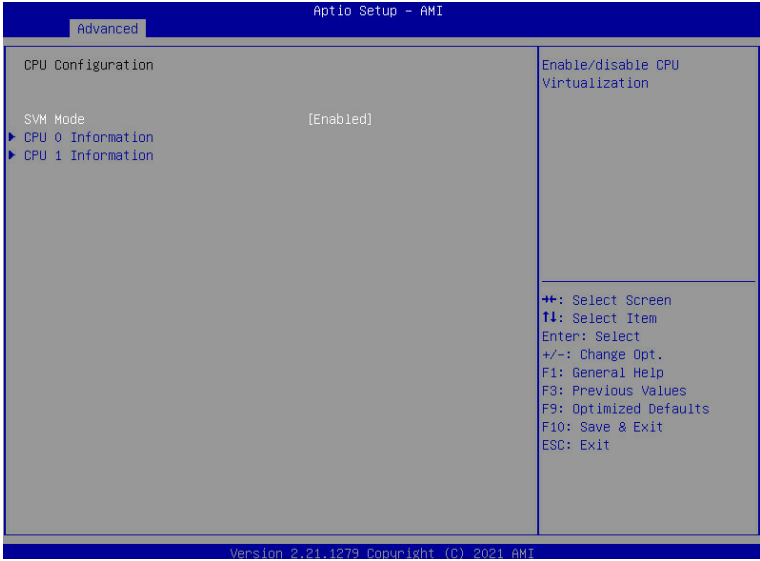 Aptio Setup – AMI
Advanced
CPU Configuration
SVM Mode [Enabled]
CPU 0 Information
CPU 1 Information
Enable/disable CPU
Virtualization
→←: Select Screen
↑↓: Select Item
Enter: Select
+/-: Change Opt.
F1: General Help
F3: Previous Values
F9: Optimized Defaults
F10: Save & Exit
ESC: Exit
Version 2.21.1279 Copyright (C) 2021 AMI